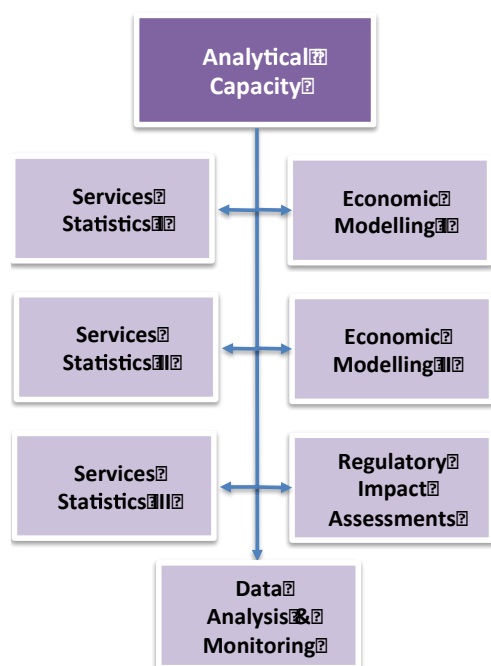 Analytical
Capacity
Services
Statistics I
Economic
Modelling I
Services
Statistics II
Economic
Modelling II
Services
Statistics III
Regulatory
Impact
Assessments
Data
Analysis &
Monitoring